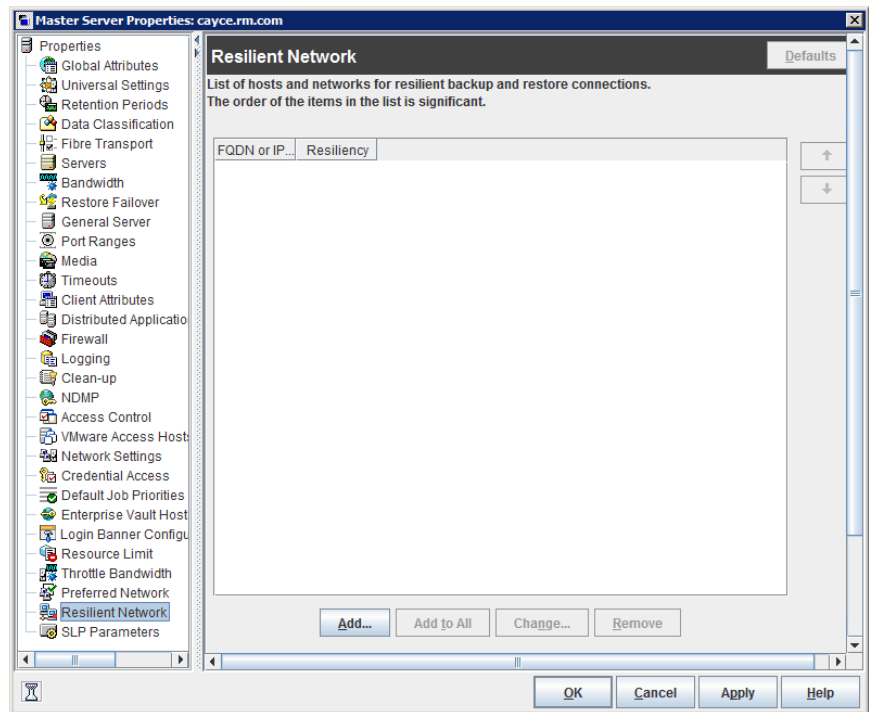 Master Server Properties: cayce.rm.com
Properties
Global Attributes
Universal Settings
Retention Periods
Data Classification
Fibre Transport
Servers
Bandwidth
Restore Failover
General Server
Port Ranges
Media
Timeouts
Client Attributes
Distributed Applicatio
Firewall
Logging
Clean-up
NDMP
Access Control
VMware Access Hosts
Network Settings
Credential Access
Default Job Priorities
Enterprise Vault Host
Login Banner Configu
Resource Limit
Throttle Bandwidth
Preferred Network
Resilient Network
SLP Parameters
Resilient Network
Defaults
List of hosts and networks for resilient backup and restore connections.
The order of the items in the list is significant.
FQDN or IP... Resiliency
Add... Add to All Change... Remove
OK Cancel Apply Help